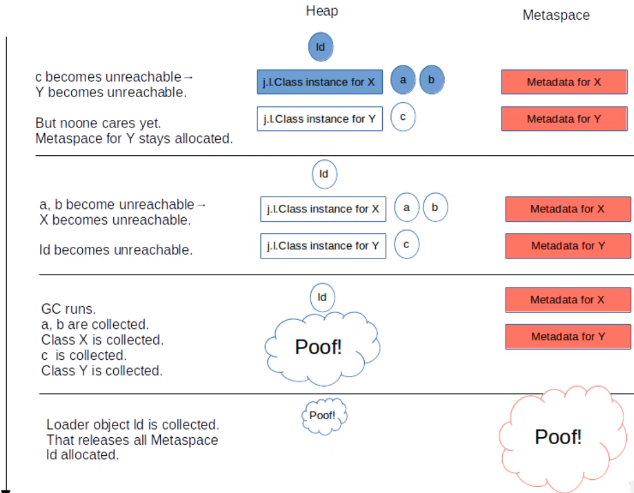 Heap
Metaspace
ld
c becomes unreachable→
Y becomes unreachable.
j.l.Class instance for X
a
b
Metadata for X
But noone cares yet.
Metaspace for Y stays allocated.
j.l.Class instance for Y
c
Metadata for Y
ld
a, b become unreachable→
X becomes unreachable.
j.l.Class instance for X
a
b
Metadata for X
ld becomes unreachable.
j.l.Class instance for Y
c
Metadata for Y
ld
GC runs.
a, b are collected.
Class X is collected.
c is collected.
Class Y is collected.
Poof!
Metadata for X
Metadata for Y
Loader object ld is collected.
That releases all Metaspace
ld allocated.
Poof!
Poof!